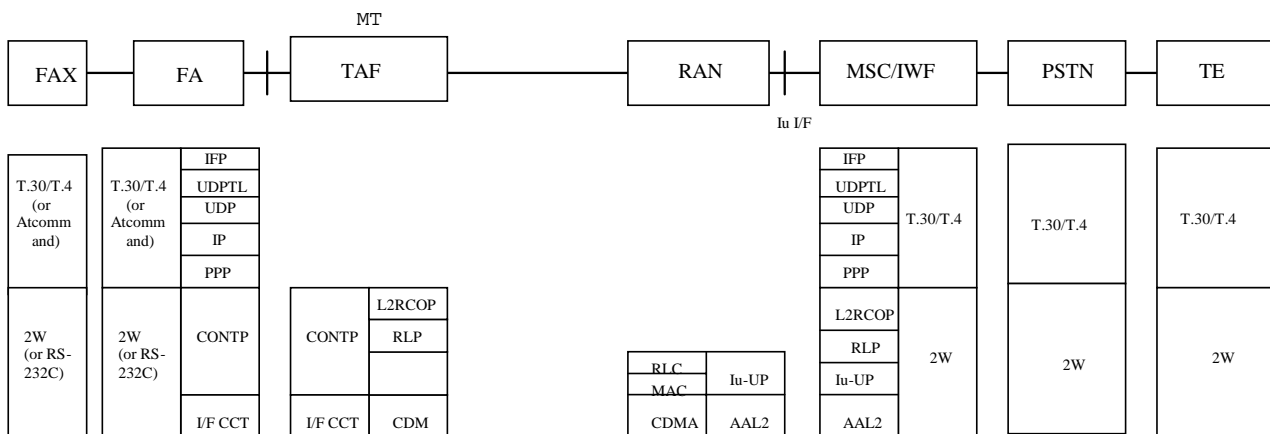 MT
FAX
FA
TAF
RAN
MSC/IWF
PSTN
TE
Iu I/F
T.30/T.4
(or
Atcomm
and)
2W
(or RS-
232C)
T.30/T.4
(or
Atcomm
and)
2W
(or RS-
232C)
IFP
UDPTL
UDP
IP
PPP
CONTP
I/F CCT
CONTP
I/F CCT
L2RCOP
RLP
CDM
RLC
MAC
CDMA
Iu-UP
AAL2
IFP
UDPTL
UDP
IP
PPP
L2RCOP
RLP
Iu-UP
AAL2
T.30/T.4
2W
T.30/T.4
2W
T.30/T.4
2W